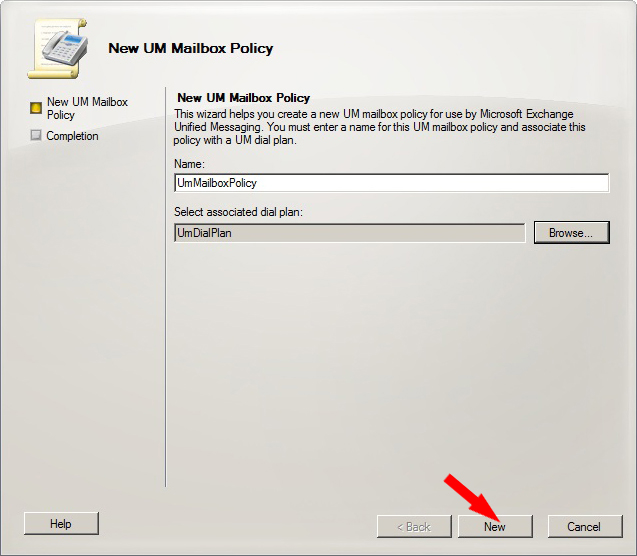 New UM Mailbox Policy
New UM Mailbox
Policy
Completion
New UM Mailbox Policy
This wizard helps you create a new UM mailbox policy for use by Microsoft Exchange
Unified Messaging. You must enter a name for this UM mailbox policy and associate this
policy with a UM dial plan.
Name:
UmMailboxPolicy
Select associated dial plan:
UmDialPlan
Browse...
Help
< Back
New
Cancel